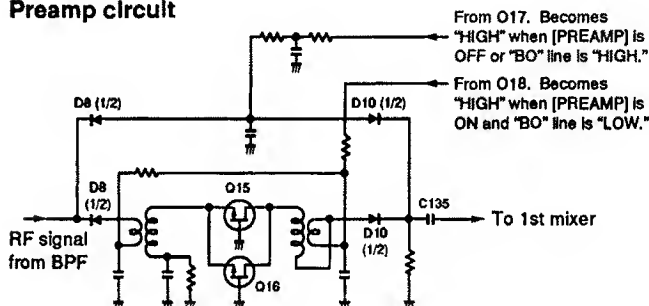 Preamp circuit
From O17. Becomes
"HIGH" when [PREAMP] is
OFF or "BO" line is "HIGH."
From O18. Becomes
"HIGH" when [PREAMP] is
ON and "BO" line is "LOW."
D8 (1/2)
D10 (1/2)
D8
(1/2)
Q15
C135
To 1st mixer
RF signal
from BPF
D10
(1/2)
Q16